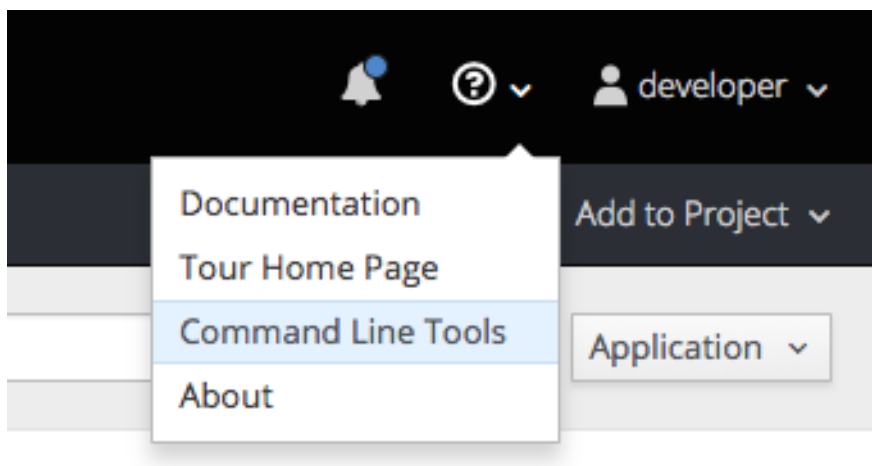 developer
Documentation
Add to Project
Tour Home Page
Command Line Tools
Application
About